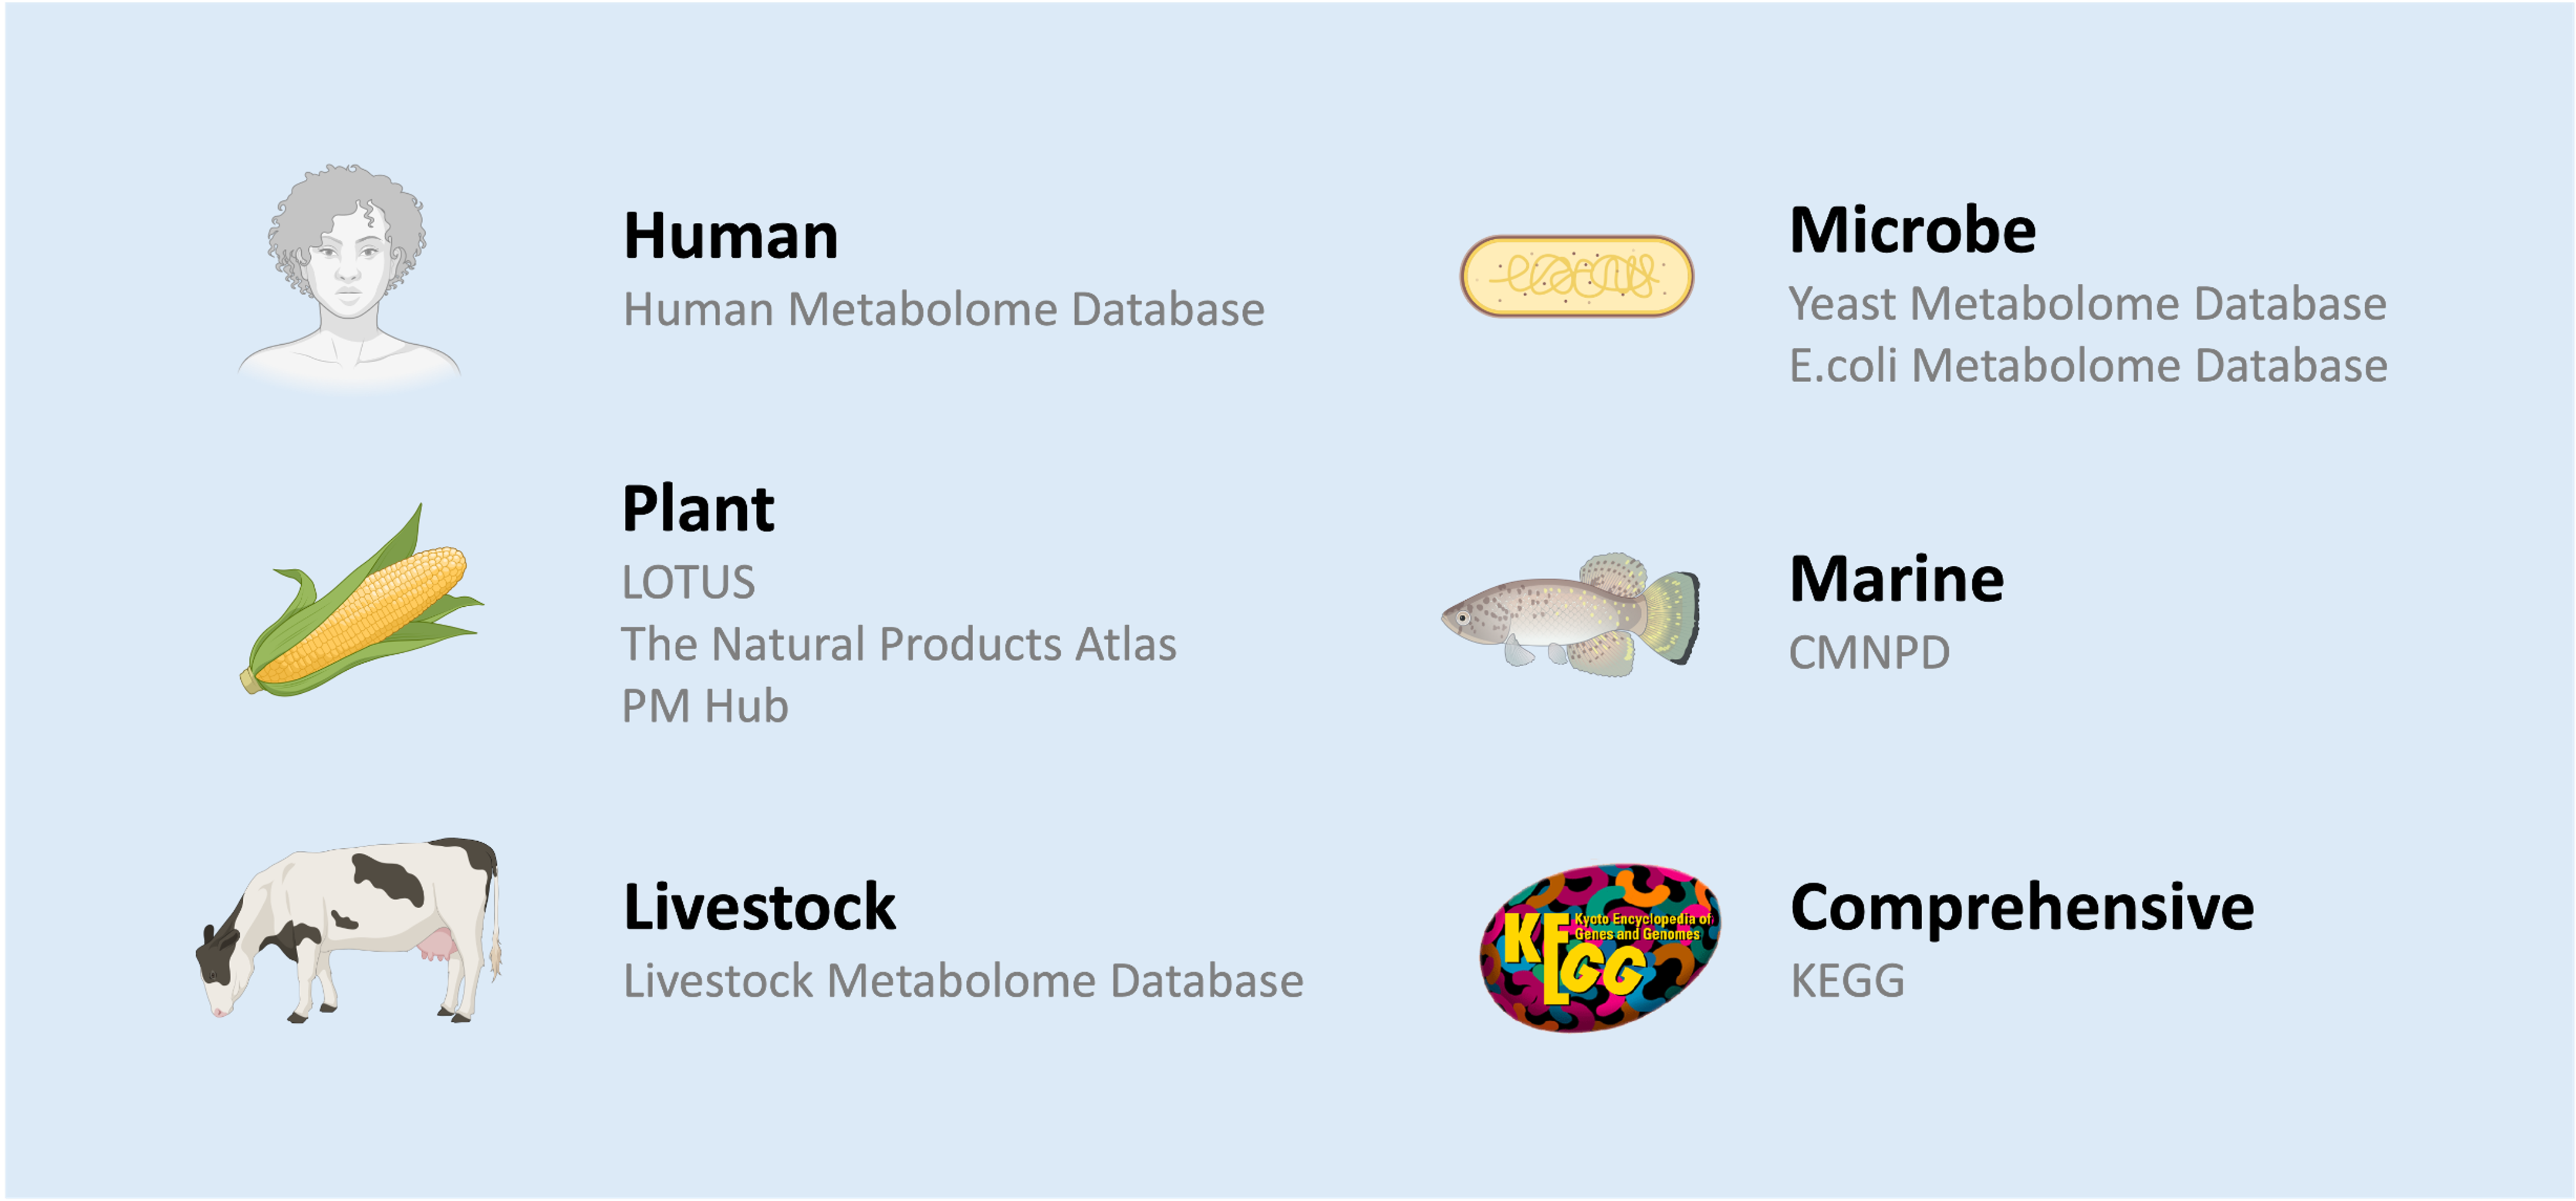 Human
Human Metabolome Database
Plant
LOTUS
The Natural Products Atlas
PM Hub
Livestock
Livestock Metabolome Database
Microbe
Yeast Metabolome Database
E.coli Metabolome Database
Marine
CMNPD
KEGG
Kyoto Encyclopedia of
Genes and Genomes
Comprehensive
KEGG